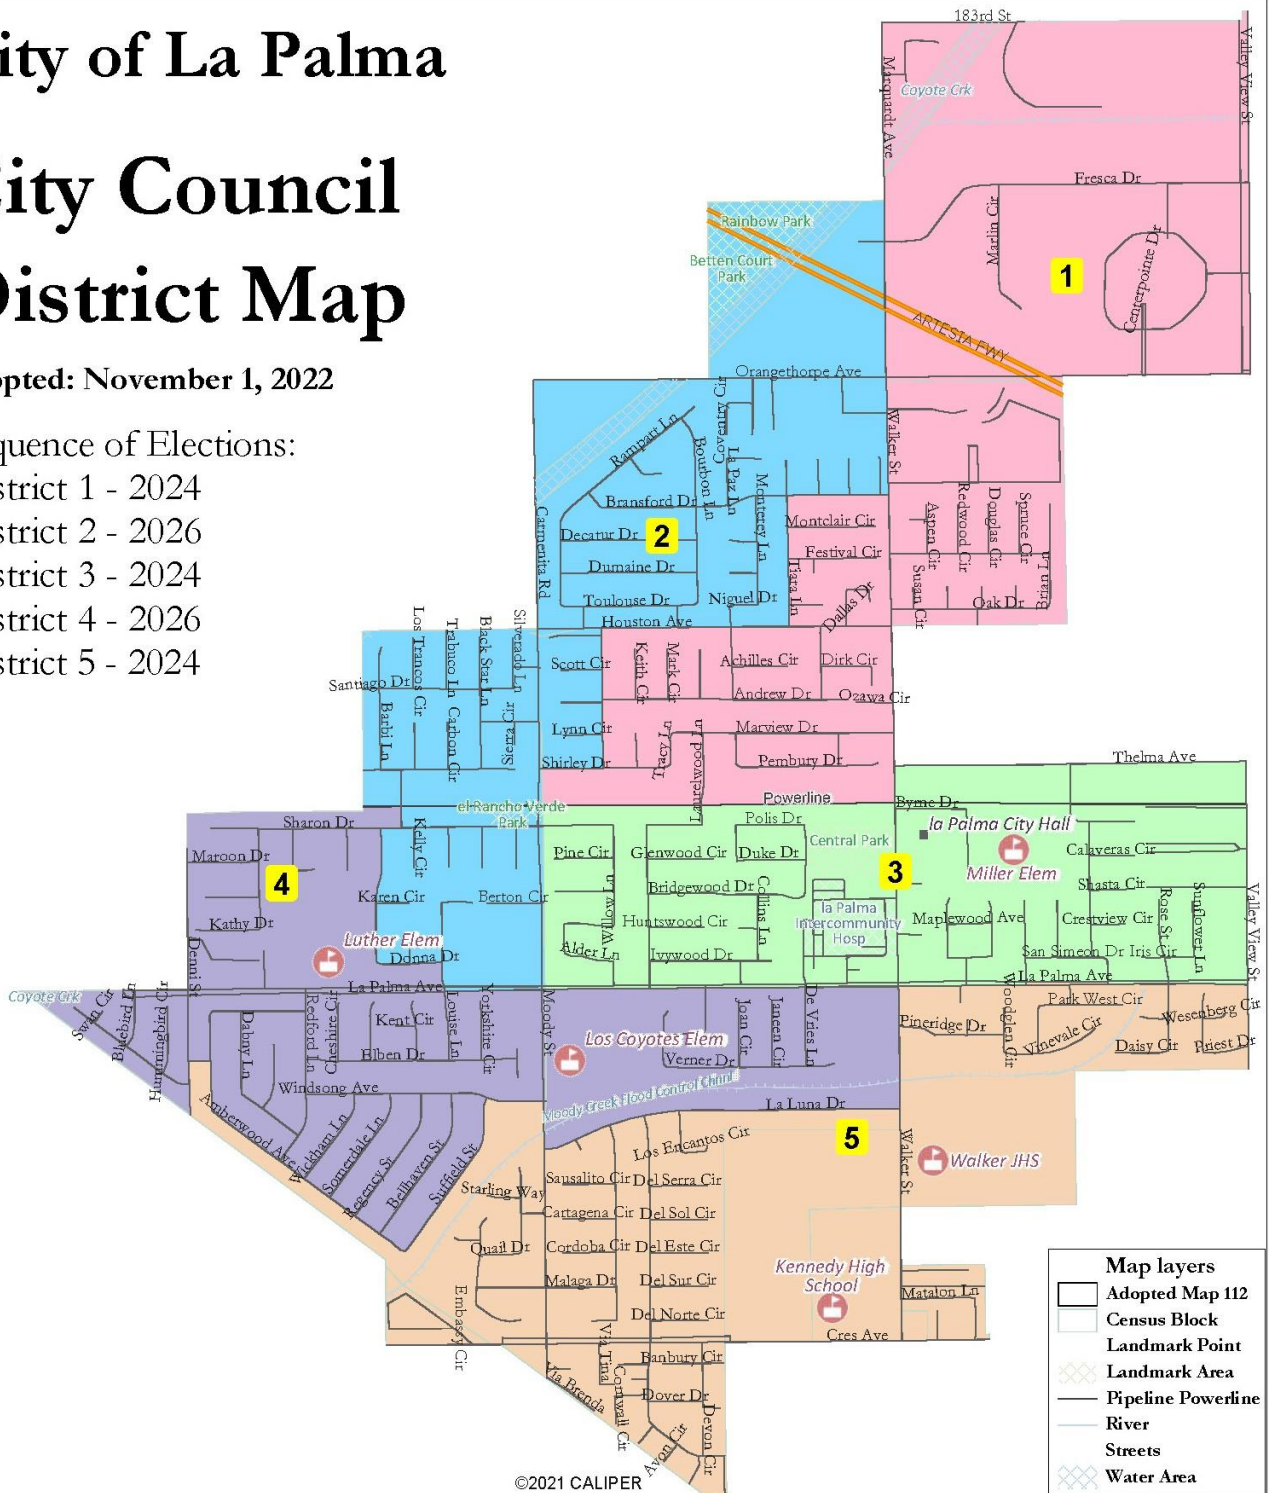 ity of La Palma
ity Council
District Map
opted: November 1, 2022
quence of Elections:
strict 1 - 2024
strict 2 - 2026
strict 3 - 2024
strict 4 - 2026
strict 5 - 2024
183rd St
Marquardt Ave
Coyote Crk
Valley View St
Fresca Dr
Marlin Cir
Centerpointe Dr
1
Rainbow Park
Betten Court
Park
ARTESIA FWY
Orangethorpe Ave
Coventry Cir
Rampart Ln
Bourbon Ln
La Paz Ln
Monterey Ln
Walker St
Bransford Dr
Decatur Dr
2
Carmenita Rd
Dumaine Dr
Toulouse Dr
Niguel Dr
Houston Ave
Montclair Cir
Festival Cir
Tiara Ln
Dallas Dr
Aspen Cir
Redwood Cir
Douglas Cir
Spruce Cir
Susan Cir
Oak Dr
Brian Ln
Los Trancos Cir
Trabuco Ln
Black Star Ln
Silverado Ln
Santiago Dr
Barbi Ln
Carbon Cir
Sierra Cir
Scott Cir
Keith Cir
Mark Cir
Achilles Cir
Dirk Cir
Andrew Dr
Ozawa Cir
Lynn Cir
Tracy Ln
Laurelwood Ln
Marview Dr
Shirley Dr
Pembury Dr
Thelma Ave
el Rancho Verde
Park
Powerline
Byrne Dr
Polis Dr
la Palma City Hall
Sharon Dr
Kelly Cir
Central Park
Maroon Dr
4
Pine Cir
Glenwood Cir
Duke Dr
3
Miller Elem
Calaveras Cir
Karen Cir
Berton Cir
Willow Ln
Bridgewood Dr
Collins Ln
Shasta Cir
Kathy Dr
Huntswood Cir
la Palma
Intercommunity
Hosp
Maplewood Ave
Crestview Cir
Rose St
Sunflower Ln
Valley View St
Luther Elem
Denni St
Donna Dr
Alder Ln
Ivywood Dr
San Simeon Dr
Iris Cir
La Palma Ave
La Palma Ave
Coyote Crk
Swan Cir
Bluebird Ln
Hummingbird Cir
Dabny Ln
Redford Ln
Cheshire Cir
Kent Cir
Elben Dr
Louise Ln
Yorkshire Cir
Moody St
Los Coyotes Elem
Verner Dr
Joan Cir
Janeen Cir
De Vries Ln
Pineridge Dr
Woodglen Cir
Park West Cir
Vinevale Cir
Wesenberg Cir
Daisy Cir
Priest Dr
Windsong Ave
Moody Creek Flood Control Chnnl
La Luna Dr
Amberwood Ave
Wickham Ln
Somerdale Ln
Regency St
Bellhaven St
Suffield St
Los Encantos Cir
5
Walker St
Walker JHS
Starling Way
Sausalito Cir
Del Serra Cir
Cartagena Cir
Del Sol Cir
Quail Dr
Cordoba Cir
Del Este Cir
Malaga Dr
Del Sur Cir
Kennedy High
School
Matalon Ln
Embassy Cir
Del Norte Cir
Cres Ave
Via Tina
Banbury Cir
Via Brenda
Cornwall Cir
Dover Dr
Devon Cir
Avon Cir
©2021 CALIPER
Map layers
Adopted Map 112
Census Block
Landmark Point
Landmark Area
Pipeline Powerline
River
Streets
Water Area